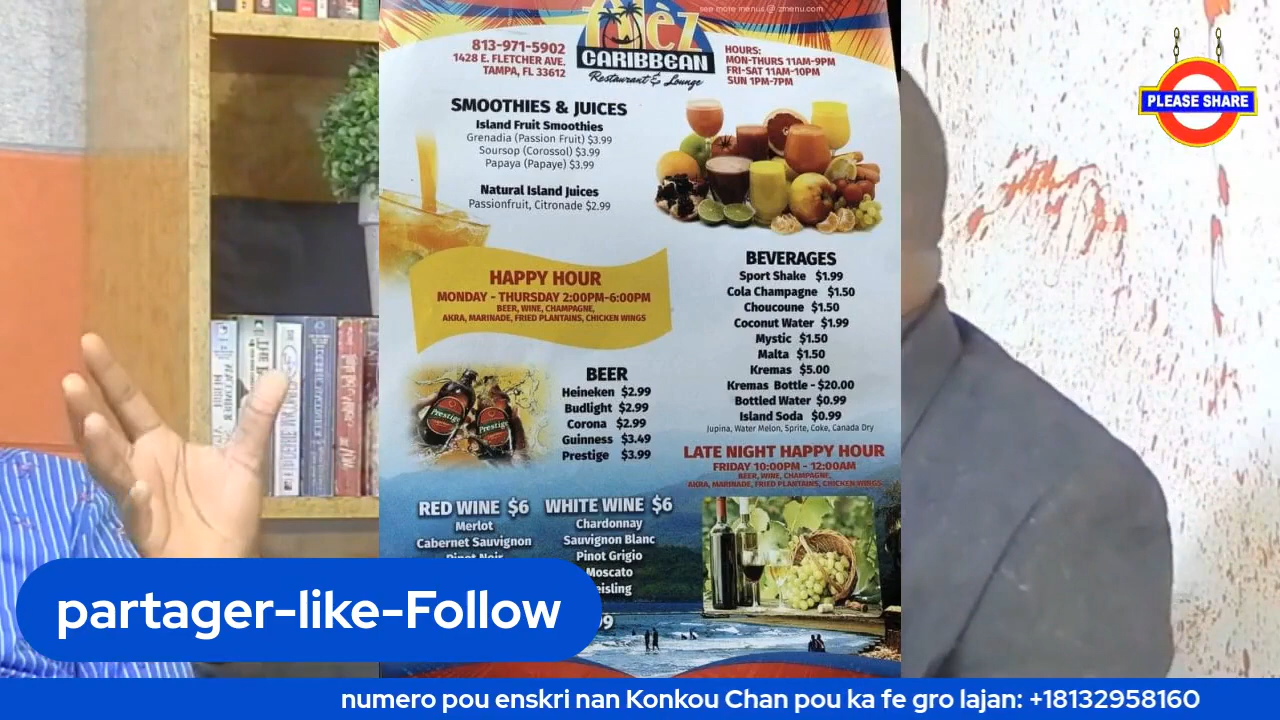 see more menus @ zmenu.com
CARIBBEAN
Restaurant & Lounge
813-971-5902
1428 E. FLETCHER AVE.
TAMPA, FL 33612
HOURS:
MON-THURS 11AM-9PM
FRI-SAT 11AM-10PM
SUN 1PM-7PM
PLEASE SHARE
SMOOTHIES & JUICES
Island Fruit Smoothies
Grenadia (Passion Fruit) $3.99
Soursop (Corossol) $3.99
Papaya (Papaye) $3.99
Natural Island Juices
Passionfruit, Citronade $2.99
HAPPY HOUR
MONDAY - THURSDAY 2:00PM-6:00PM
BEER, WINE, CHAMPAGNE,
AKRA, MARINADE, FRIED PLANTAINS, CHICKEN WINGS
BEVERAGES
Sport Shake $1.99
Cola Champagne $1.50
Choucoune $1.50
Coconut Water $1.99
Mystic $1.50
Malta $1.50
Kremas $5.00
Kremas Bottle - $20.00
Bottled Water $0.99
Island Soda $0.99
Jupina, Water Melon, Sprite, Coke, Canada Dry
BEER
Heineken $2.99
Budlight $2.99
Corona $2.99
Guinness $3.49
Prestige $3.99
Prestige
Prestige
LATE NIGHT HAPPY HOUR
FRIDAY 10:00PM - 12:00AM
BEER, WINE, CHAMPAGNE,
AKRA, MARINADE, FRIED PLANTAINS, CHICKEN WINGS
RED WINE $6
Merlot
Cabernet Sauvignon
Pinot Noir
WHITE WINE $6
Chardonnay
Sauvignon Blanc
Pinot Grigio
Moscato
partager-like-Follow
numero pou enskri nan Konkou Chan pou ka fe gro lajan: +18132958160